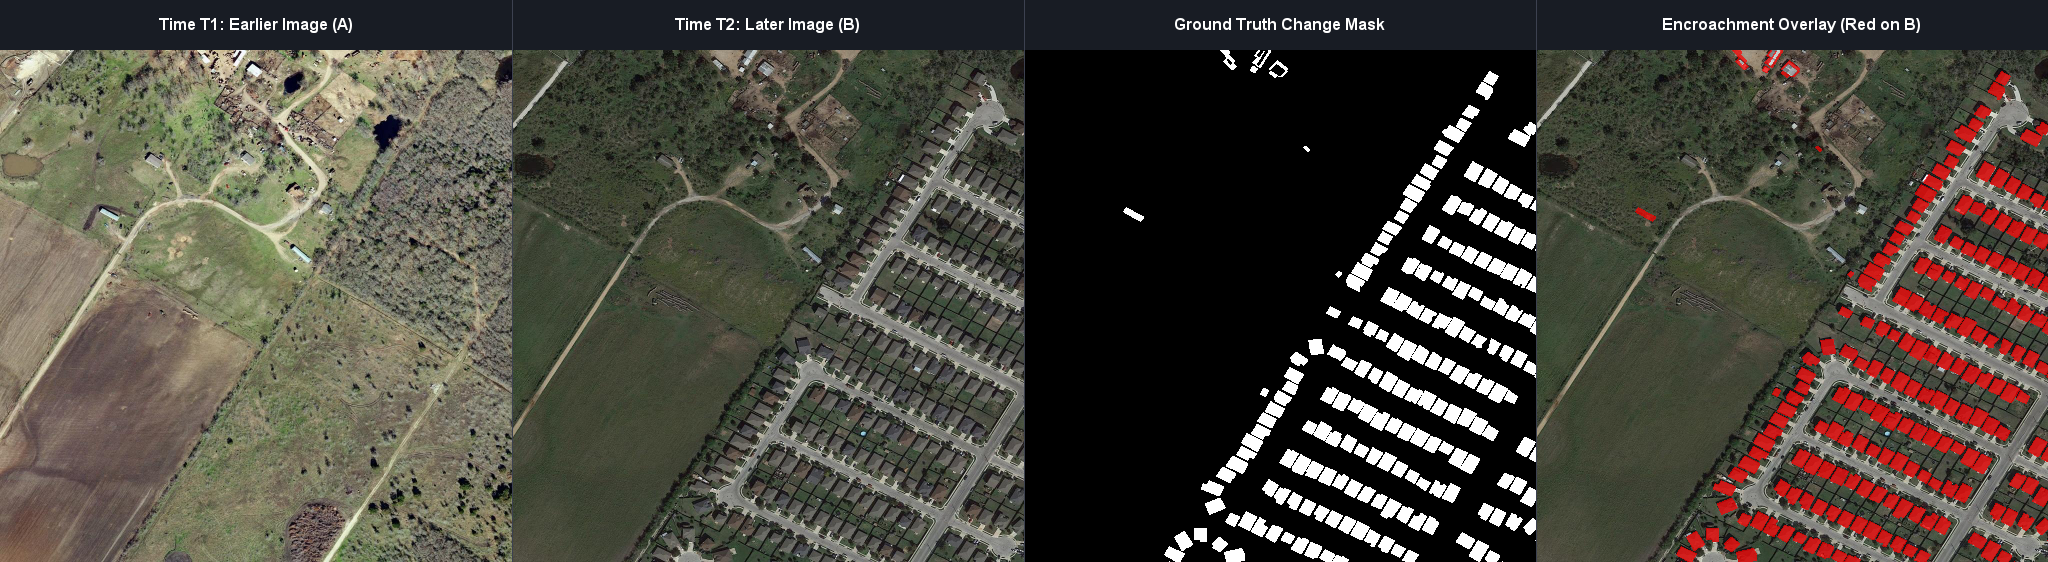 Time T1: Earlier Image (A)
Time T2: Later Image (B)
Ground Truth Change Mask
Encroachment Overlay (Red on B)